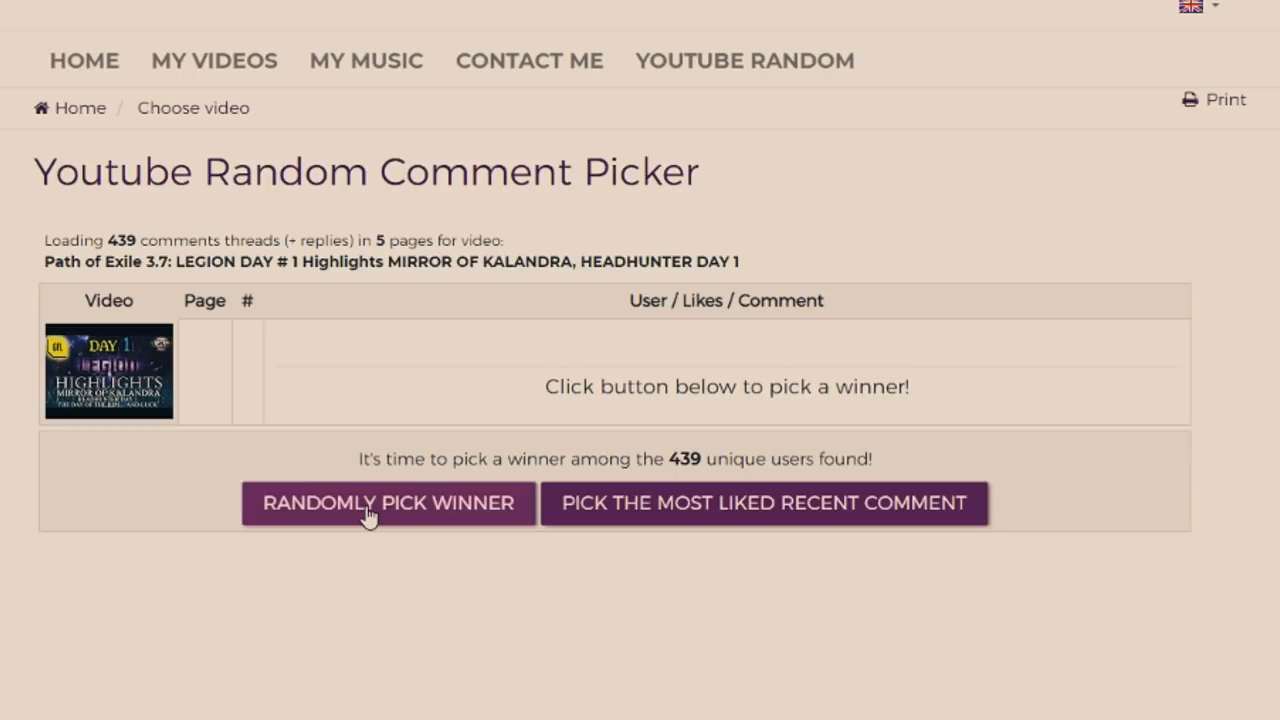 HOME MY VIDEOS MY MUSIC CONTACT ME YOUTUBE RANDOM
Home / Choose video
Print
Youtube Random Comment Picker
Loading 439 comments threads (+ replies) in 5 pages for video:
Path of Exile 3.7: LEGION DAY # 1 Highlights MIRROR OF KALANDRA, HEADHUNTER DAY 1
Video Page # User / Likes / Comment
DAY 1
LEGION
HIGHLIGHTS
MIRROR OF KALANDRA
Click button below to pick a winner!
It's time to pick a winner among the 439 unique users found!
RANDOMLY PICK WINNER PICK THE MOST LIKED RECENT COMMENT